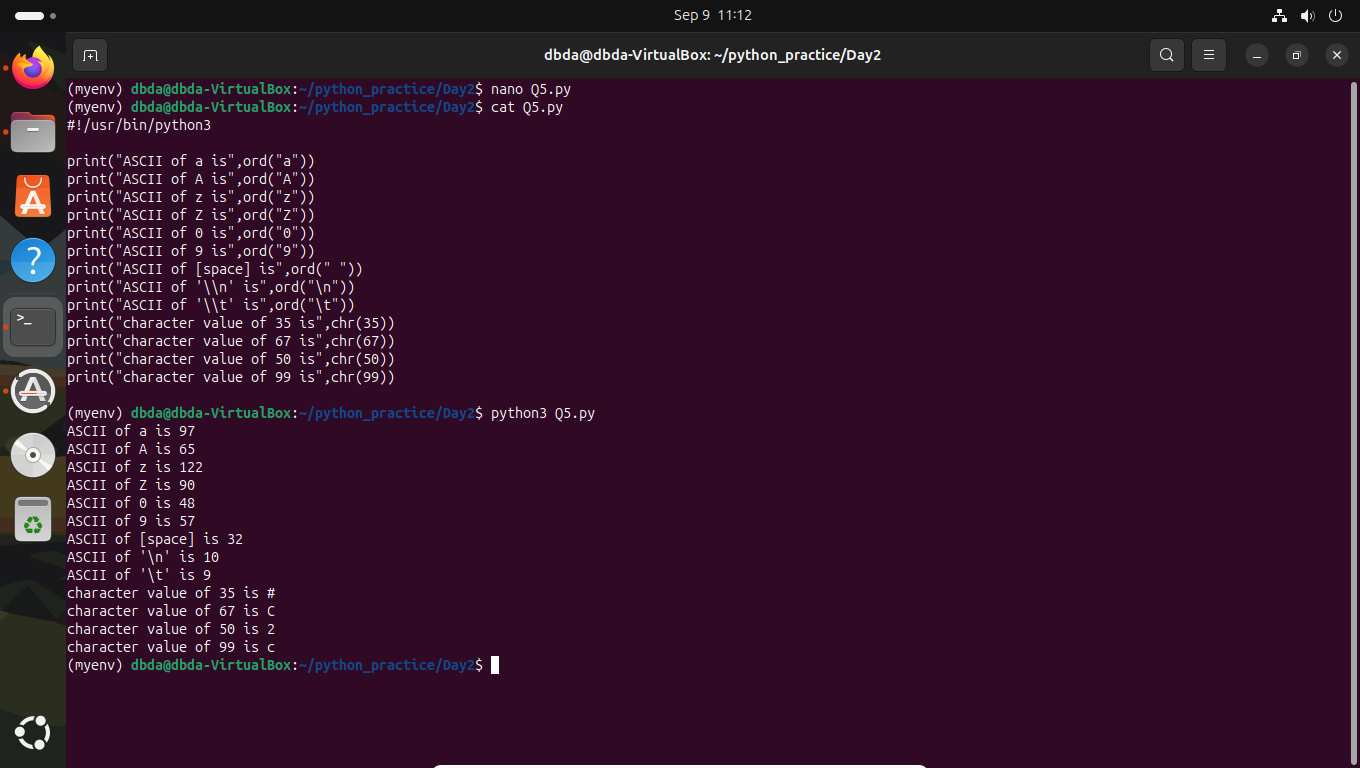 Sep 9 11:12
dbda@dbda-VirtualBox: ~/python_practice/Day2
(myenv) dbda@dbda-VirtualBox:~/python_practice/Day2$ nano Q5.py
(myenv) dbda@dbda-VirtualBox:~/python_practice/Day2$ cat Q5.py
#!/usr/bin/python3
print("ASCII of a is",ord("a"))
print("ASCII of A is",ord("A"))
print("ASCII of z is",ord("z"))
print("ASCII of Z is",ord("Z"))
print("ASCII of 0 is",ord("0"))
print("ASCII of 9 is",ord("9"))
print("ASCII of [space] is",ord(" "))
print("ASCII of '\\n' is",ord("\n"))
print("ASCII of '\\t' is",ord("\t"))
print("character value of 35 is",chr(35))
print("character value of 67 is",chr(67))
print("character value of 50 is",chr(50))
print("character value of 99 is",chr(99))
(myenv) dbda@dbda-VirtualBox:~/python_practice/Day2$ python3 Q5.py
ASCII of a is 97
ASCII of A is 65
ASCII of z is 122
ASCII of Z is 90
ASCII of 0 is 48
ASCII of 9 is 57
ASCII of [space] is 32
ASCII of '\n' is 10
ASCII of '\t' is 9
character value of 35 is #
character value of 67 is C
character value of 50 is 2
character value of 99 is c
(myenv) dbda@dbda-VirtualBox:~/python_practice/Day2$